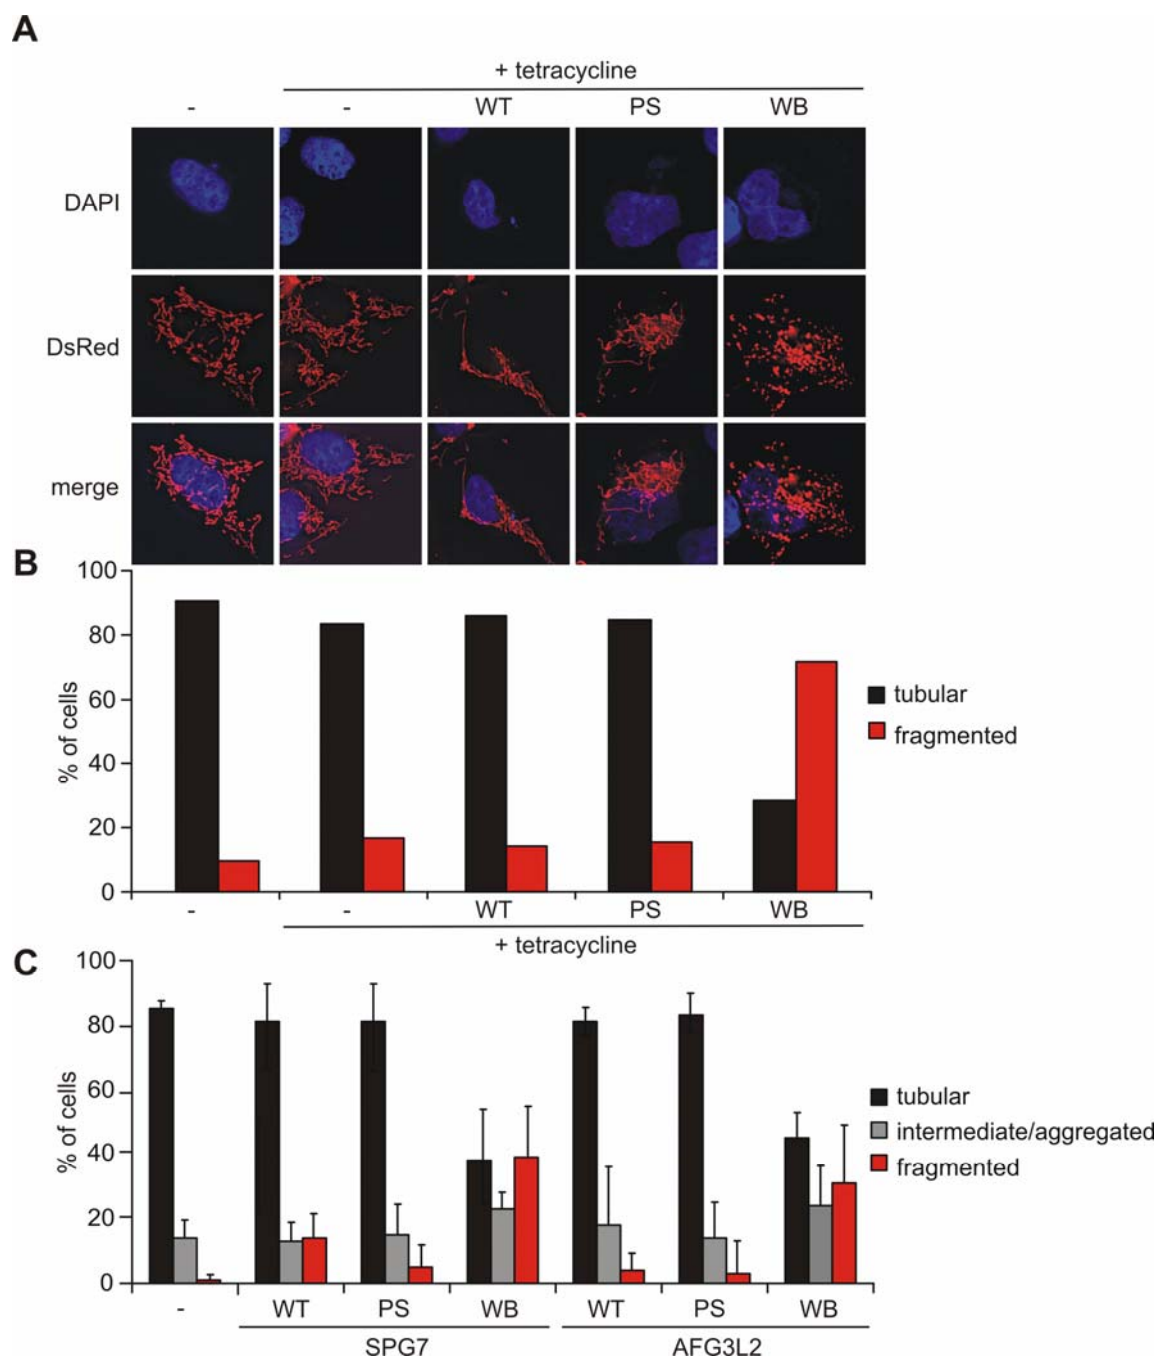 A
+ tetracycline
- - WT PS WB
DAPI
DsRed
merge
B
100
80
60
40
20
0
% of cells
tubular
fragmented
- - WT PS WB
+ tetracycline
C
100
80
60
40
20
0
% of cells
tubular
intermediate/aggregated
fragmented
- WT PS WB WT PS WB
SPG7 AFG3L2